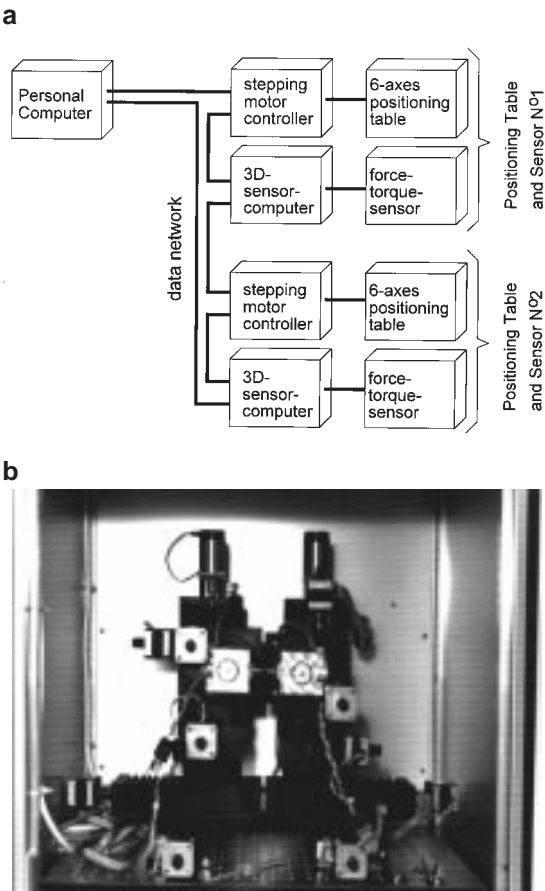 a
Personal
Computer
stepping
motor
controller
6-axes
positioning
table
3D-
sensor-
computer
force-
torque-
sensor
Positioning Table
and Sensor Nº1
data network
stepping
motor
controller
6-axes
positioning
table
3D-
sensor-
computer
force-
torque-
sensor
Positioning Table
and Sensor Nº2
b